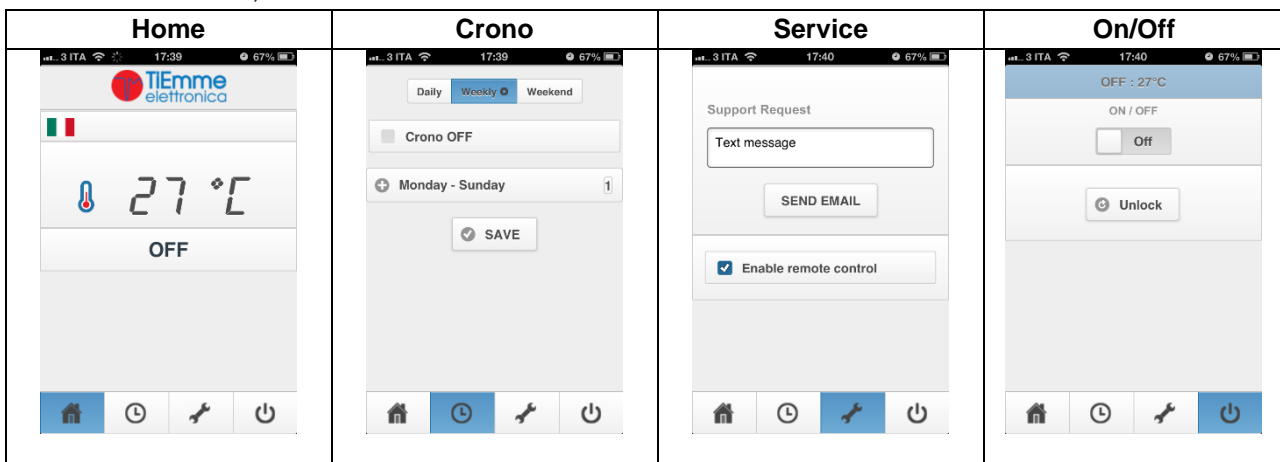 Home
Crono
Service
On/Off
3 ITA 17:39 67%
TIEmme
elettronica
27 °C
OFF
3 ITA 17:39 67%
Daily Weekly Weekend
Crono OFF
Monday - Sunday 1
SAVE
3 ITA 17:40 67%
Support Request
Text message
SEND EMAIL
Enable remote control
3 ITA 17:40 67%
OFF : 27°C
ON / OFF
Off
Unlock